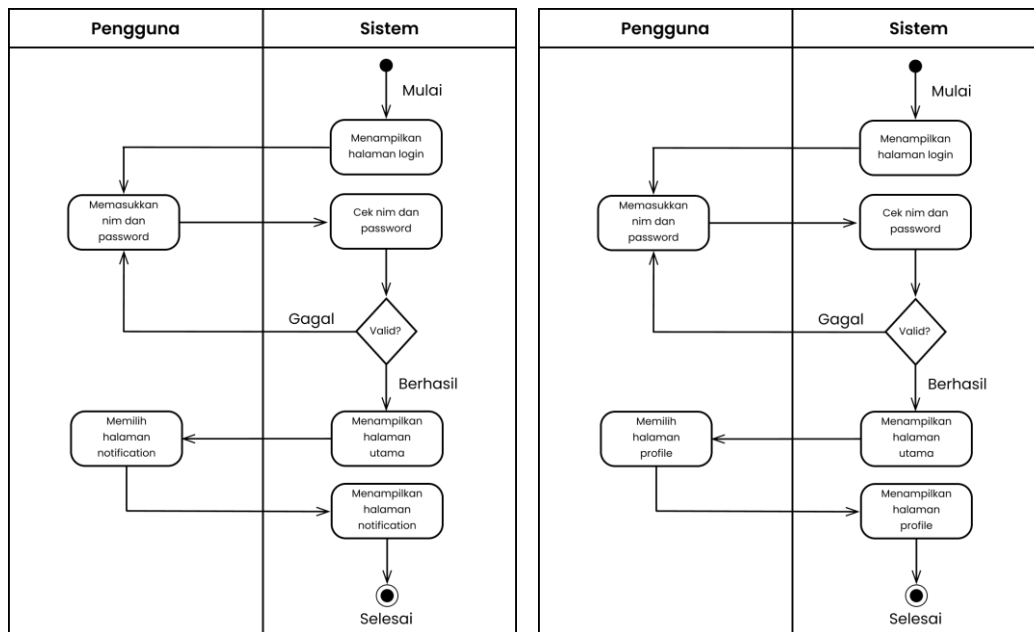 Pengguna
Sistem
Mulai
Menampilkan
halaman login
Memasukkan
nim dan
password
Cek nim dan
password
Valid?
Gagal
Berhasil
Menampilkan
halaman
utama
Memilih
halaman
notification
Menampilkan
halaman
notification
Selesai
Pengguna
Sistem
Mulai
Menampilkan
halaman login
Memasukkan
nim dan
password
Cek nim dan
password
Valid?
Gagal
Berhasil
Menampilkan
halaman
utama
Memilih
halaman
profile
Menampilkan
halaman
profile
Selesai